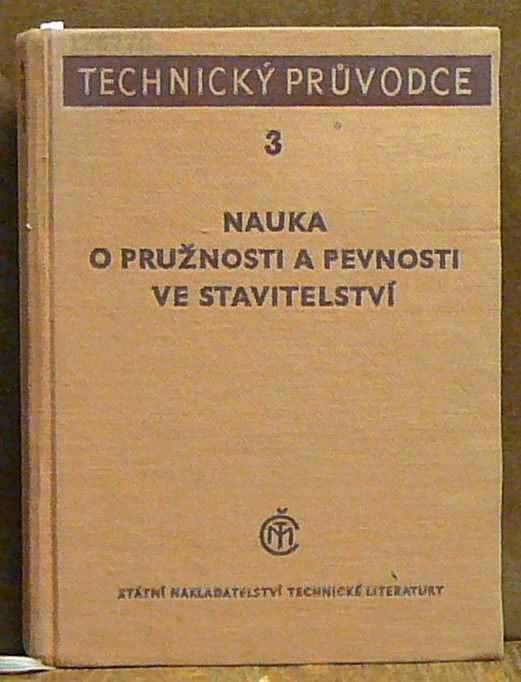 TECHNICKÝ PRŮVODCE
3
NAUKA
O PRUŽNOSTI A PEVNOSTI
VE STAVITELSTVÍ
STÁTNÍ NAKLADATELSTVÍ TECHNICKÉ LITERATURY